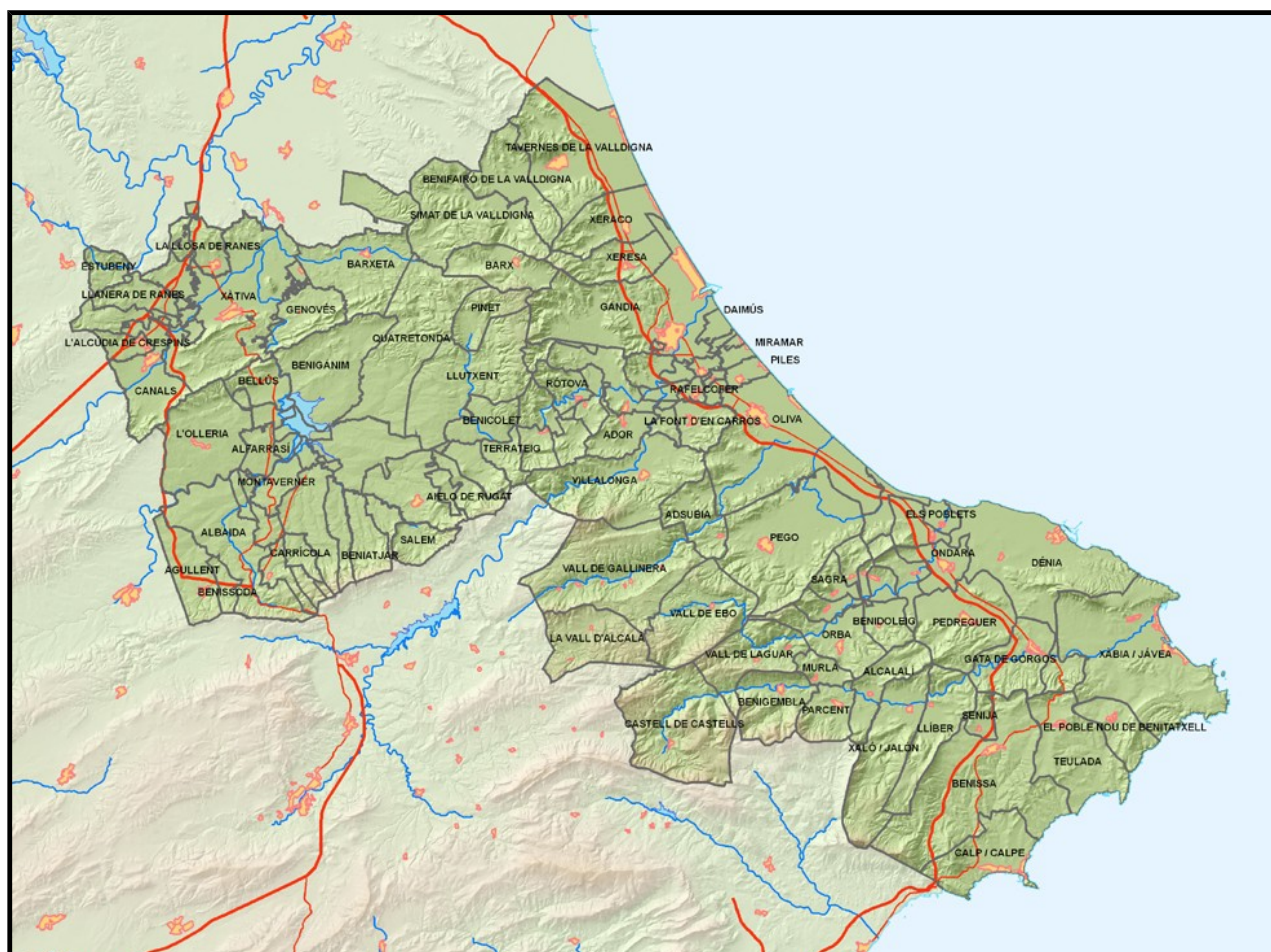 TAVERNES DE LA VALLDIGNA
BENIFAIRÓ DE LA VALLDIGNA
SIMAT DE LA VALLDIGNA
XERACO
LA LLOSA DE RANES
XERESA
ESTUBENY
BARXETA
BARX
LLANERA DE RANES
XÀTIVA
GENOVÉS
PINET
GANDIA
DAIMÚS
L'ALCÚDIA DE CRESPINS
QUATRETONDA
MIRAMAR
PILES
BENIGÀNIM
CANALS
BELLÚS
LLUTXENT
RÓTOVA
RAFELCOFER
BENICOLET
LA FONT D'EN CARRÒS
OLIVA
L'OLLERIA
ADOR
ALFARRASÍ
TERRATEIG
MONTAVERNER
VILLALONGA
AIELO DE RUGAT
ADSUBIA
ELS POBLETS
ALBAIDA
PEGO
SALEM
CARRÍCOLA
BENIATJAR
ONDARA
DÉNIA
AGULLENT
VALL DE GALLINERA
SAGRA
BENISSODA
VALL DE EBO
BENIDOLEIG
PEDREGUER
ORBA
LA VALL D'ALCALÀ
VALL DE LAGUAR
XÀBIA / JÁVEA
GATA DE GORGOS
MURLA
ALCALALÍ
BENIGEMBLA
PARCENT
SENIJA
CASTELL DE CASTELLS
LLÍBER
EL POBLE NOU DE BENITATXELL
XALÓ / JALON
TEULADA
BENISSA
CALP / CALPE